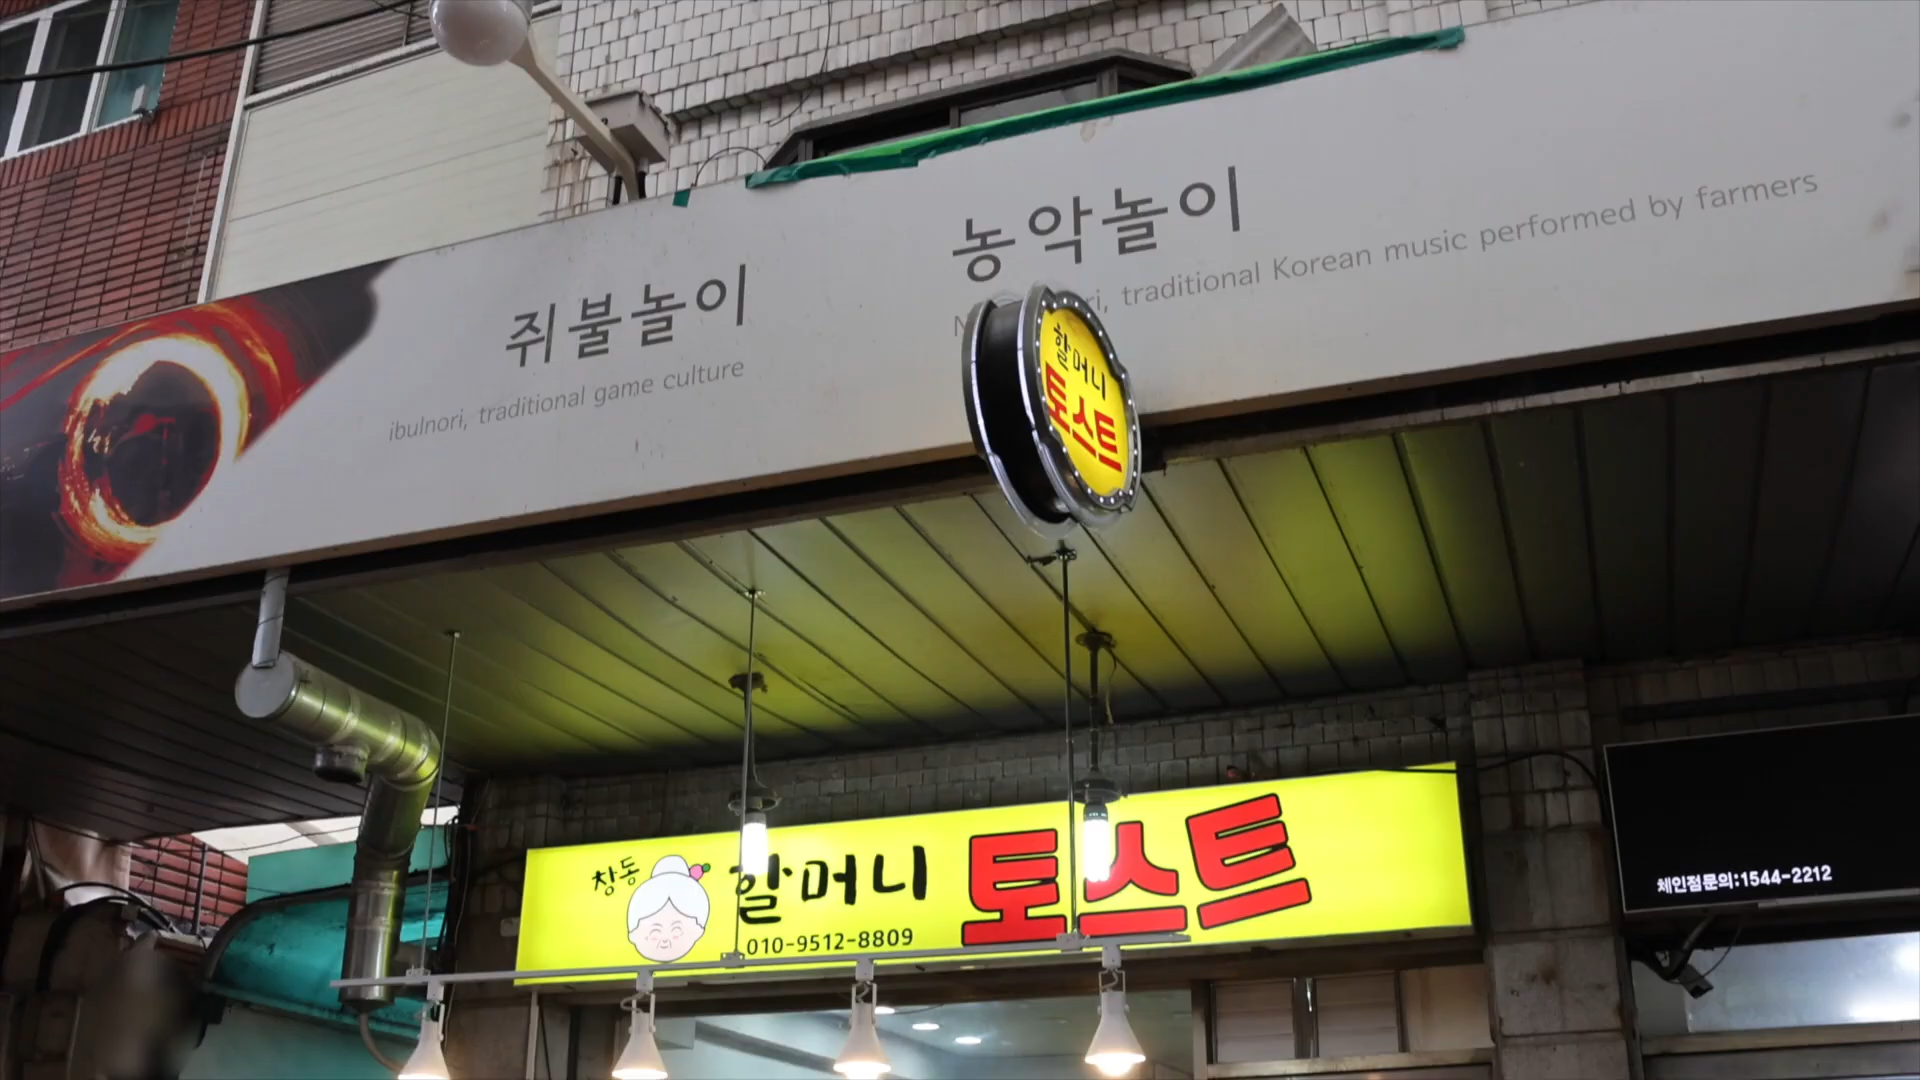 농악놀이
traditional Korean music performed by farmers
쥐불놀이
ibulnori, traditional game culture
할머니
토스트
창동 할머니 토스트
010-9512-8809
체인점문의:1544-2212